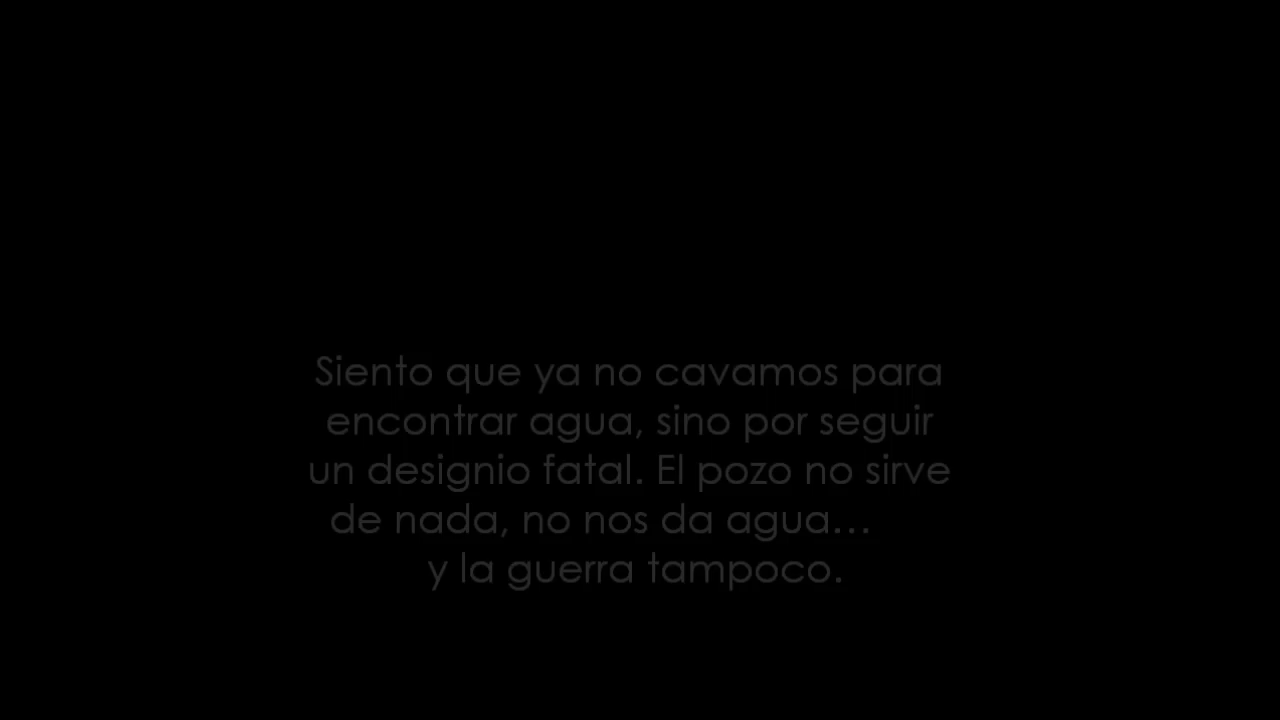 Siento que ya no cavamos para
encontrar agua, sino por seguir
un designio fatal. El pozo no sirve
de nada, no nos da agua...
y la guerra tampoco.